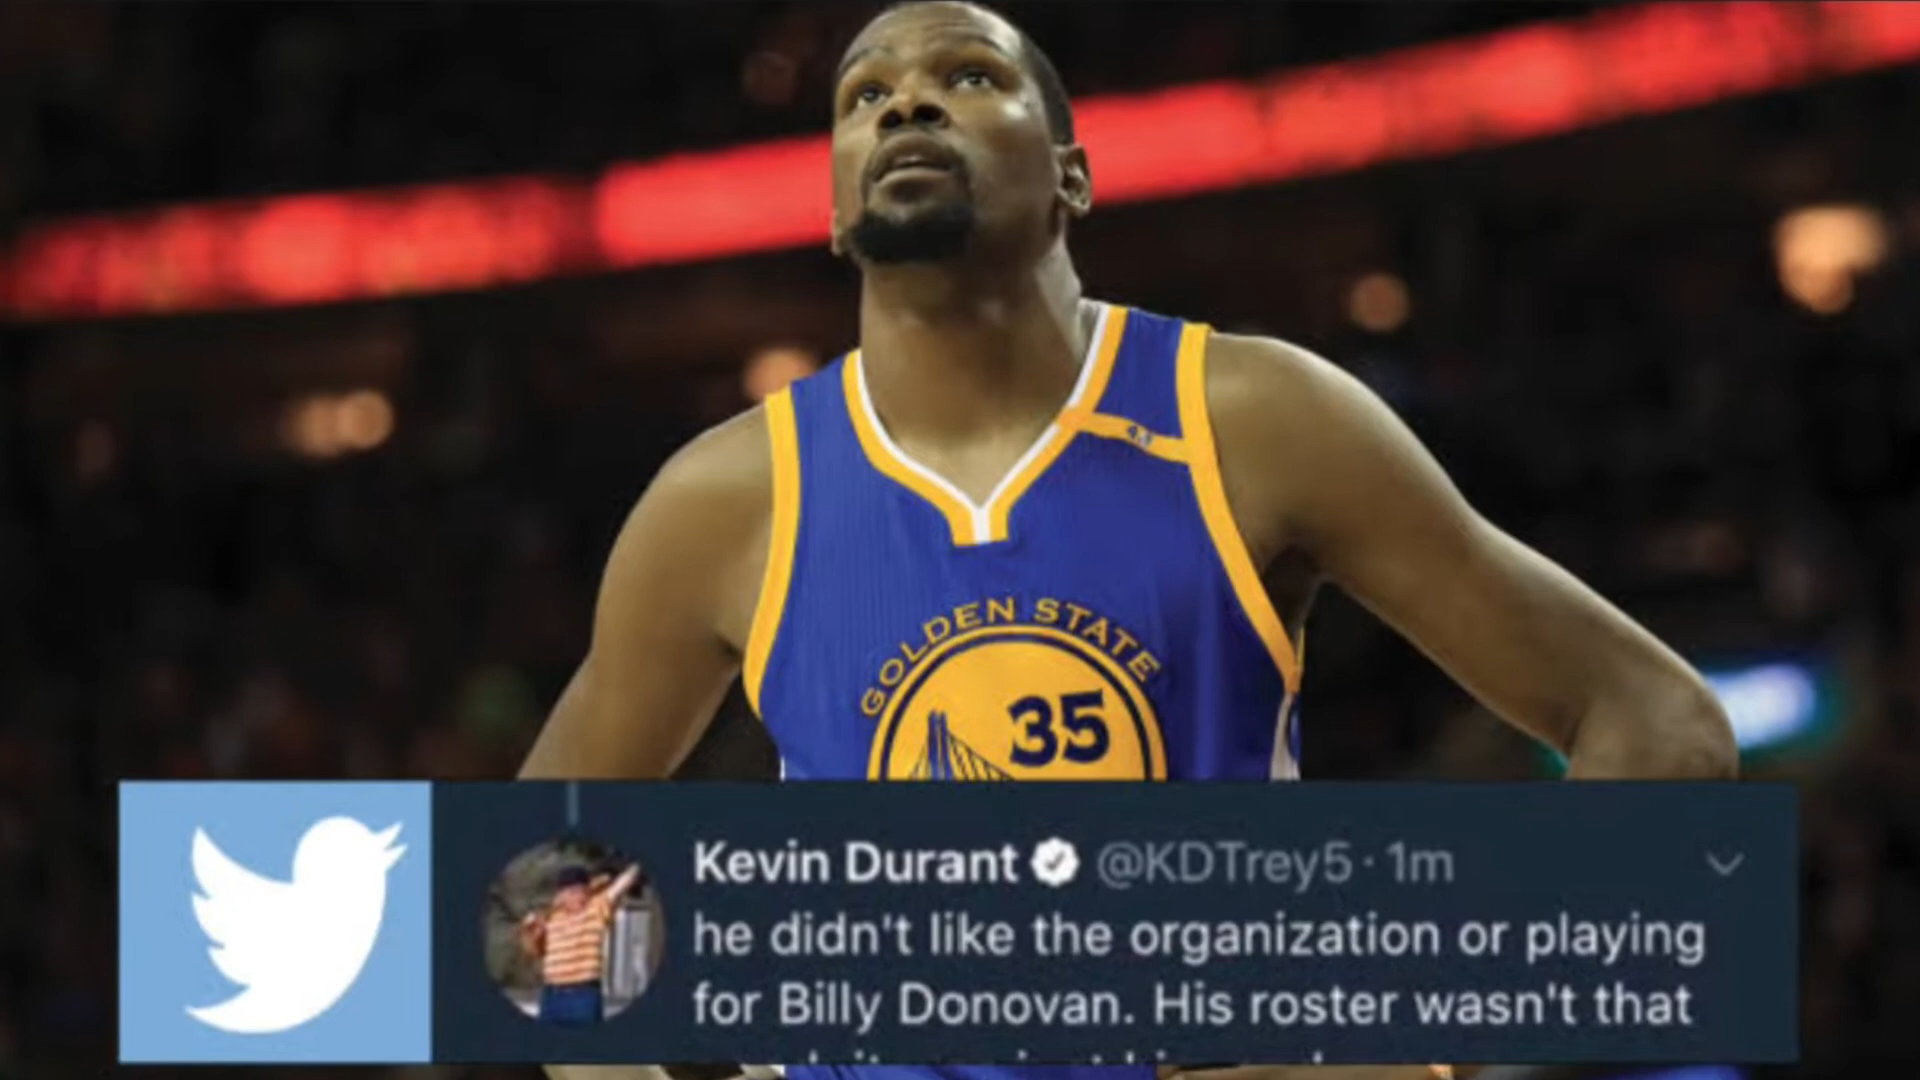 GOLDEN STATE
35
Kevin Durant @KDTrey5 · 1m
he didn't like the organization or playing
for Billy Donovan. His roster wasn't that